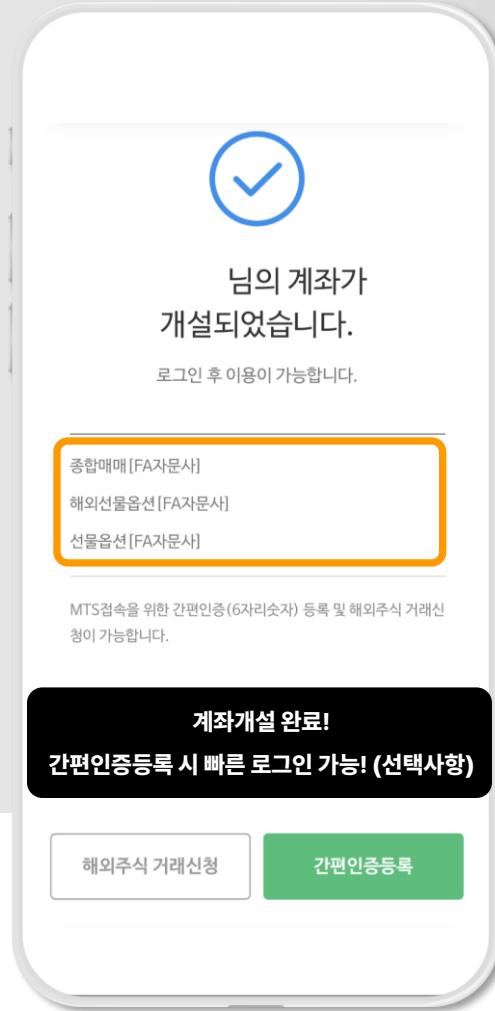 님의 계좌가
개설되었습니다.
로그인 후 이용이 가능합니다.
종합매매[FA자문사]
해외선물옵션[FA자문사]
선물옵션[FA자문사]
MTS접속을 위한 간편인증(6자리숫자) 등록 및 해외주식 거래신
청이 가능합니다.
계좌개설 완료!
간편인증등록 시 빠른 로그인 가능! (선택사항)
해외주식 거래신청
간편인증등록